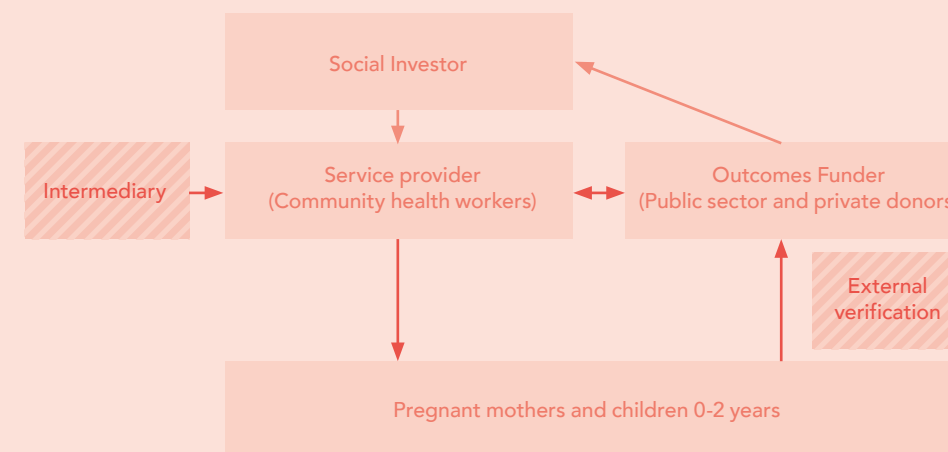 Social Investor
Intermediary
Service provider
(Community health workers)
Outcomes Funder
(Public sector and private donors
External
verification
Pregnant mothers and children 0-2 years